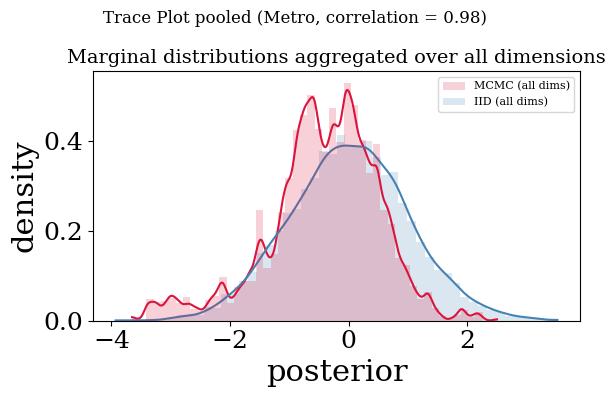 Trace Plot pooled (Metro, correlation = 0.98)
Marginal distributions aggregated over all dimensions
MCMC (all dims)
IID (all dims)
density
0.4
0.2
0.0
−4
−2
0
2
posterior